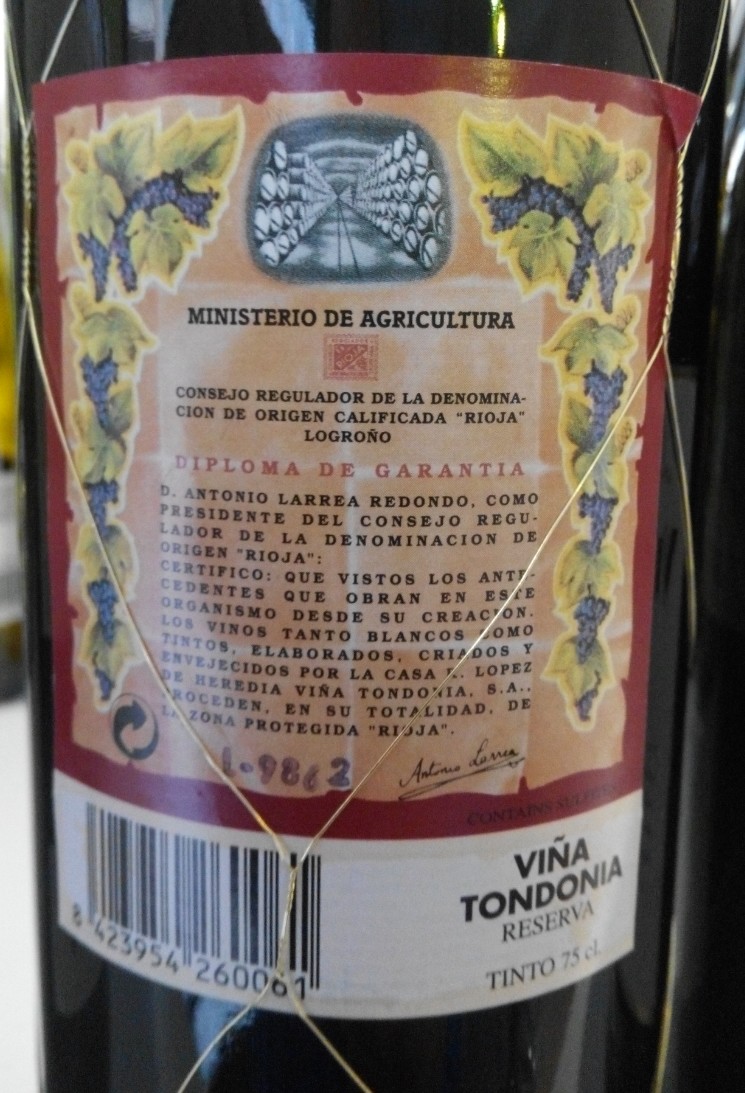 MINISTERIO DE AGRICULTURA
CONSEJO REGULADOR DE LA DENOMINA-
CION DE ORIGEN CALIFICADA "RIOJA"
LOGROÑO
DIPLOMA DE GARANTIA
D. ANTONIO LARREA REDONDO, COMO
PRESIDENTE DEL CONSEJO REGU-
LADOR DE LA DENOMINACION DE
ORIGEN "RIOJA":
CERTIFICO: QUE VISTOS LOS ANTE-
CEDENTES QUE OBRAN EN ESTE
ORGANISMO DESDE SU CREACION.
LOS VINOS TANTO BLANCOS COMO
TINTOS, ELABORADOS, CRIADOS Y
ENVEJECIDOS POR LA CASA R. LOPEZ
DE HEREDIA VIÑA TONDONIA, S.A.,
PROCEDEN, EN SU TOTALIDAD, DE
LA ZONA PROTEGIDA "RIOJA".
L-9862
Antonio Larrea
CONTAINS SULFITES
VIÑA
TONDONIA
RESERVA
TINTO 75 cl.
8 423954 260061